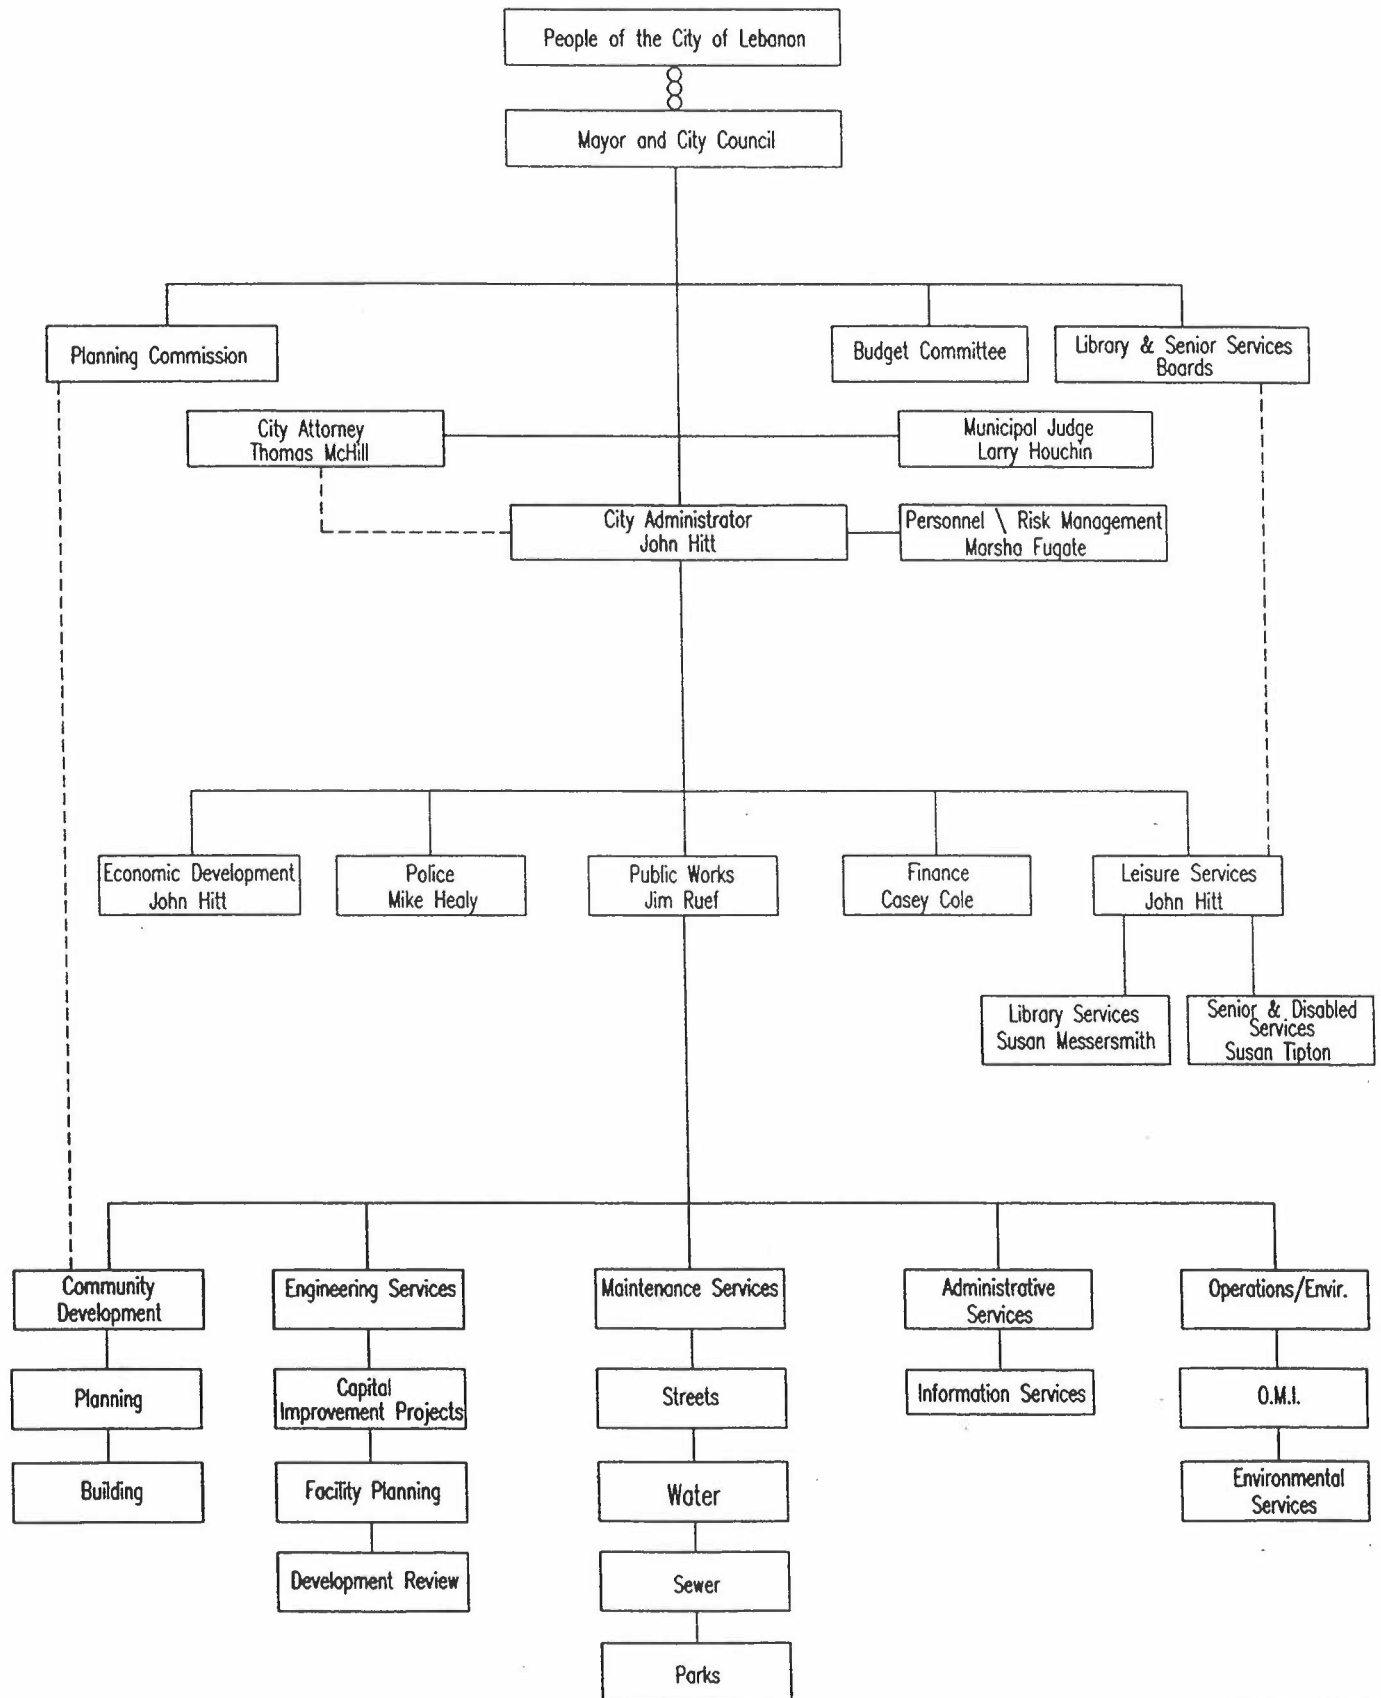 People of the City of Lebanon
Mayor and City Council
Planning Commission
Budget Committee
Library & Senior Services
Boards
City Attorney
Thomas McHill
Municipal Judge
Larry Houchin
City Administrator
John Hitt
Personnel \ Risk Management
Marsha Fugate
Economic Development
John Hitt
Police
Mike Healy
Public Works
Jim Ruef
Finance
Casey Cole
Leisure Services
John Hitt
Library Services
Susan Messersmith
Senior & Disabled
Services
Susan Tipton
Community
Development
Engineering Services
Maintenance Services
Administrative
Services
Operations/Envir.
Planning
Capital
Improvement Projects
Streets
Information Services
O.M.I.
Building
Facility Planning
Water
Environmental
Services
Development Review
Sewer
Parks